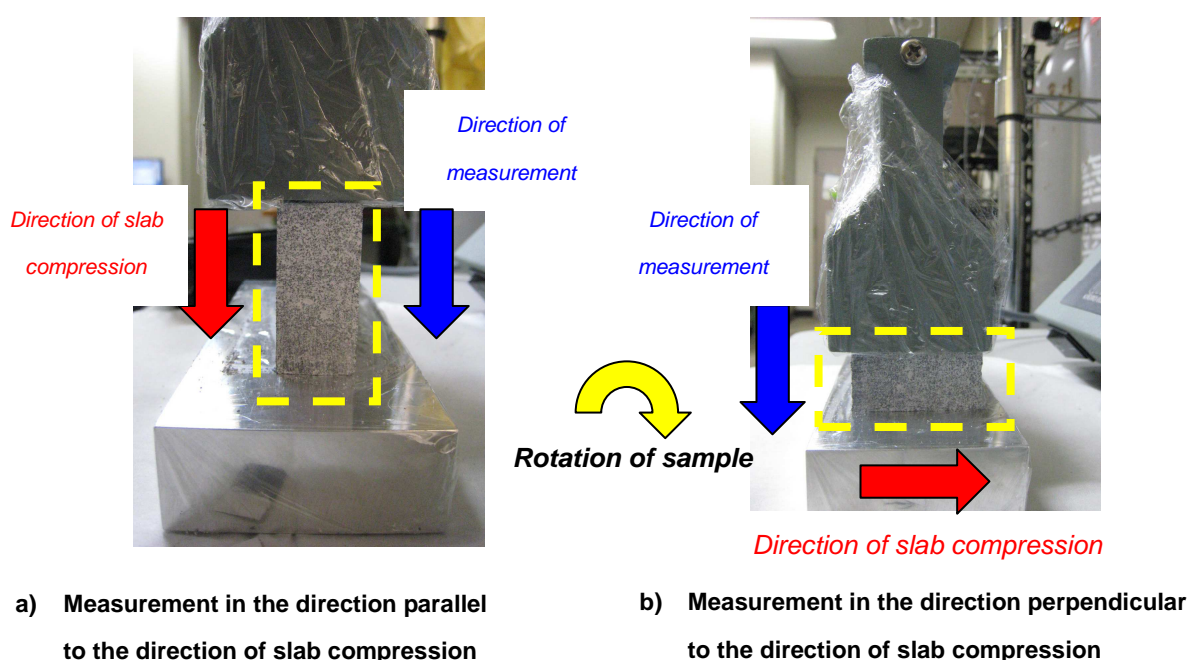 Direction of
measurement
Direction of slab
compression
Direction of
measurement
Rotation of sample
Direction of slab compression
a) Measurement in the direction parallel
to the direction of slab compression
b) Measurement in the direction perpendicular
to the direction of slab compression